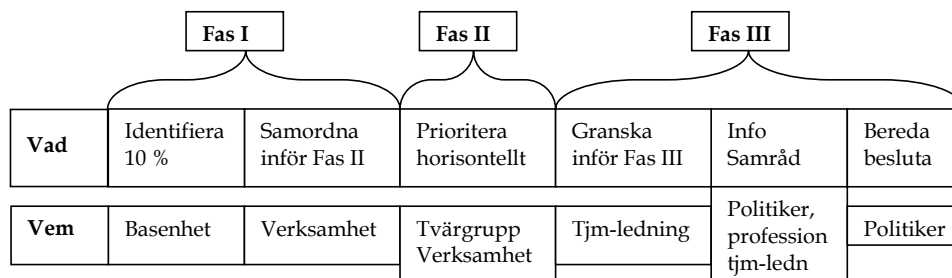 Fas I
Fas II
Fas III
Vad
Identifiera
10 %
Samordna
inför Fas II
Prioritera
horisontellt
Granska
inför Fas III
Info
Samråd
Bereda
besluta
Vem
Basenhet
Verksamhet
Tvärgrupp
Verksamhet
Tjm-ledning
Politiker,
profession
tjm-ledn
Politiker